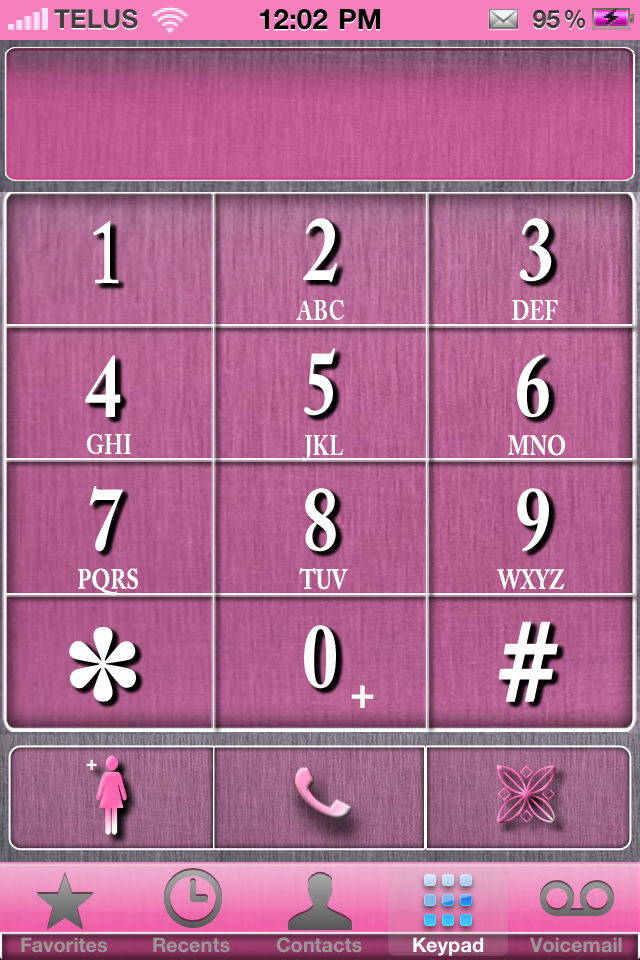 TELUS 12:02 PM 95%
1 2 3
ABC DEF
4 5 6
GHI JKL MNO
7 8 9
PQRS TUV WXYZ
* 0 + #
+
Favorites Recents Contacts Keypad Voicemail